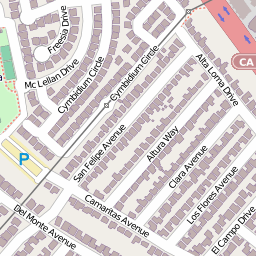 Freesia Drive
Mc Lellan Drive
Cymbidium Circle
Cymbidium Circle
Alta Loma Drive
CA
San Felipe Avenue
Altura Way
Clara Avenue
Los Flores Avenue
El Campo Drive
P
Camaritas Avenue
Del Monte Avenue
a